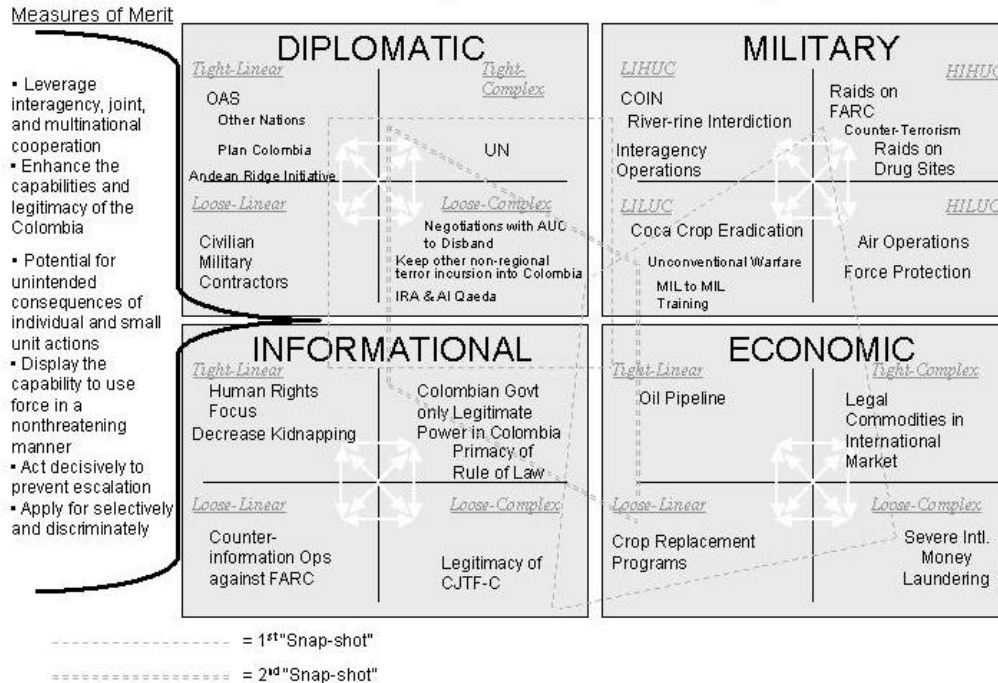 Measures of Merit
▪ Leverage
interagency, joint,
and multinational
cooperation
▪ Enhance the
capabilities and
legitimacy of the
Colombia
▪ Potential for
unintended
consequences of
individual and small
unit actions
▪ Display the
capability to use
force in a
nonthreatening
manner
▪ Act decisively to
prevent escalation
▪ Apply for selectively
and discriminately
DIPLOMATIC
Tight-Linear
OAS
Other Nations
Plan Colombia
Andean Ridge Initiative
Tight-
Complex
UN
Loose-Linear
Civilian
Military
Contractors
Loose-Complex
Negotiations with AUC
to Disband
Keep other non-regional
terror incursion into Colombia
IRA & Al Qaeda
MILITARY
LIHUC
COIN
River-rine Interdiction
Interagency
Operations
HIHUC
Raids on
FARC
Counter-Terrorism
Raids on
Drug Sites
LILUC
Coca Crop Eradication
Unconventional Warfare
MIL to MIL
Training
HILUC
Air Operations
Force Protection
INFORMATIONAL
Tight-Linear
Human Rights
Focus
Decrease Kidnapping
Colombian Govt
only Legitimate
Power in Colombia
Primacy of
Rule of Law
Loose-Linear
Counter-
information Ops
against FARC
Loose-Complex
Legitimacy of
CJTF-C
ECONOMIC
Tight-Linear
Oil Pipeline
Tight-Complex
Legal
Commodities in
International
Market
Loose-Linear
Crop Replacement
Programs
Loose-Complex
Severe Intl.
Money
Laundering
= 1st "Snap-shot"
= 2nd "Snap-shot"